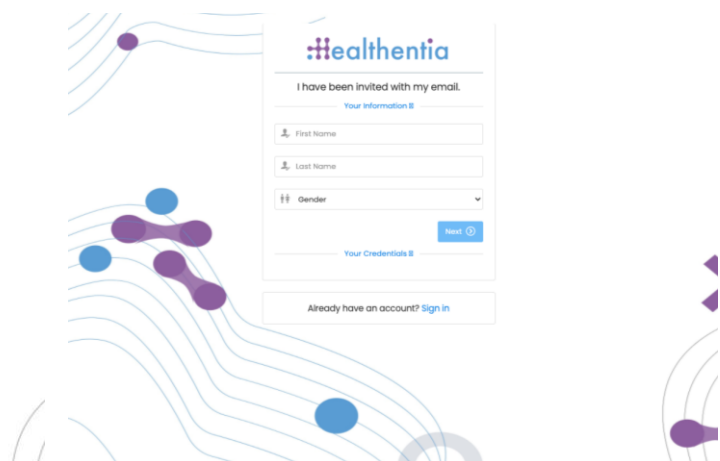 Healthentia
I have been invited with my email.
Your Information
First Name
Last Name
Gender
Next
Your Credentials
Already have an account? Sign in